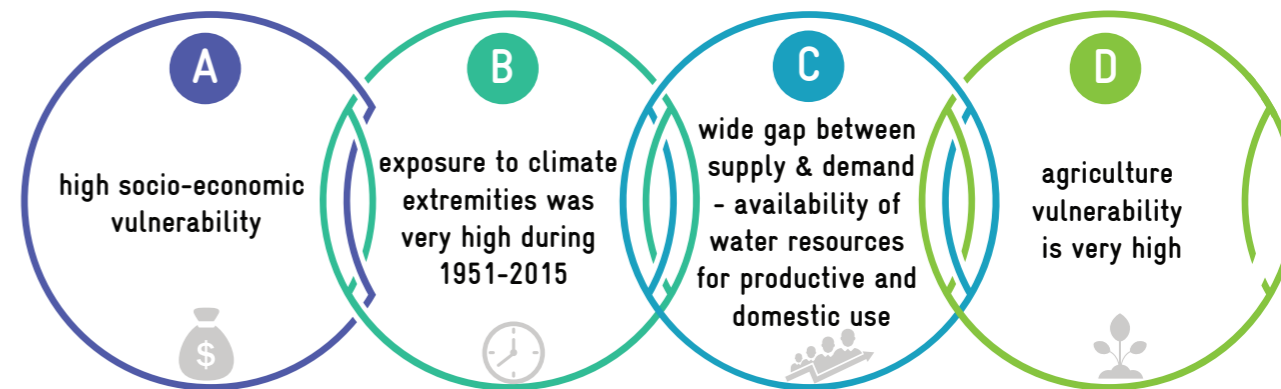 A
high socio-economic
vulnerability
$
B
exposure to climate
extremities was
very high during
1951-2015
C
wide gap between
supply & demand
- availability of
water resources
for productive and
domestic use
D
agriculture
vulnerability
is very high